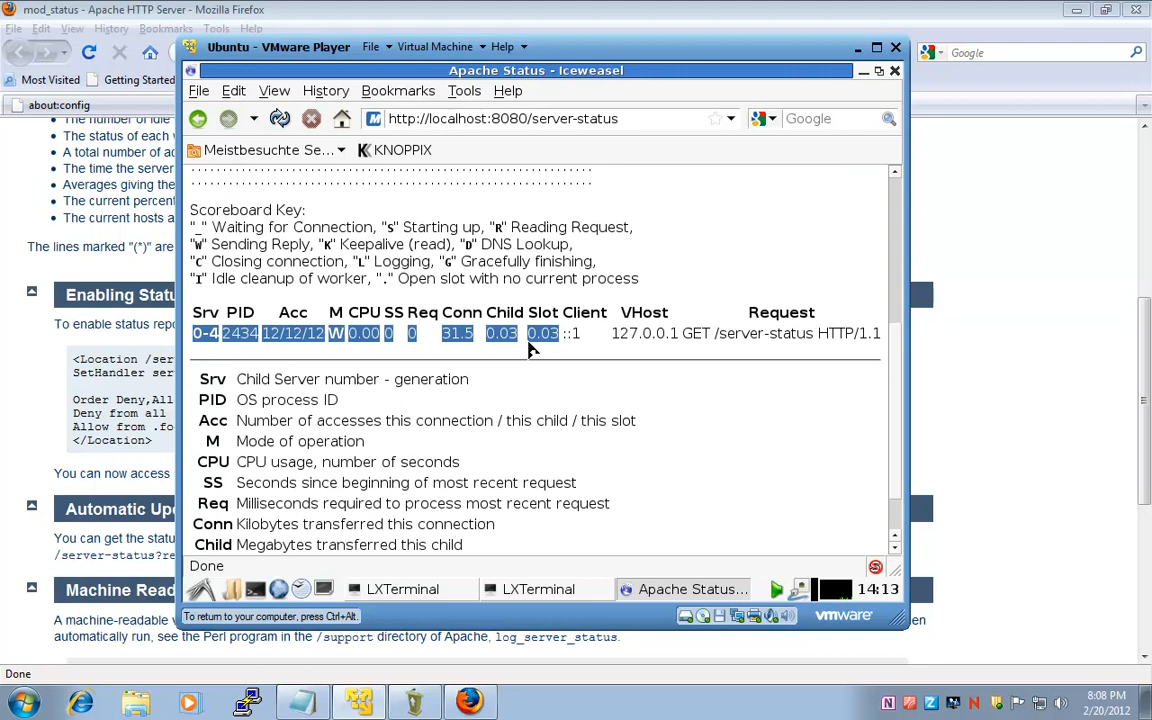 mod_status - Apache HTTP Server - Mozilla Firefox
File Edit View History Bookmarks Tools Help
Google
Most Visited Getting Started
about:config
The number of idle
The status of each w
A total number of ac
The time the server
Averages giving the
The current percent
The current hosts a
The lines marked "(*)" are
Enabling Statu
To enable status repo
<Location /serv
SetHandler serv
Order Deny,All
Deny from all
Allow from .fo
</Location>
You can now access
Automatic Upd
You can get the statu
/server-status?re
Machine Read
A machine-readable v
en
automatically run, see the Perl program in the /support directory of Apache, log_server_status.
Done
Ubuntu - VMware Player File Virtual Machine Help
Apache Status - Iceweasel
File Edit View History Bookmarks Tools Help
http://localhost:8080/server-status
Google
Meistbesuchte Se... KNOPPIX
................................................................
................................................................
Scoreboard Key:
"_" Waiting for Connection, "S" Starting up, "R" Reading Request,
"W" Sending Reply, "K" Keepalive (read), "D" DNS Lookup,
"C" Closing connection, "L" Logging, "G" Gracefully finishing,
"I" Idle cleanup of worker, "." Open slot with no current process
Srv PID Acc M CPU SS Req Conn Child Slot Client VHost Request
0-4 2434 12/12/12 W 0.00 0 0 31.5 0.03 0.03 ::1 127.0.0.1 GET /server-status HTTP/1.1
Srv Child Server number - generation
PID OS process ID
Acc Number of accesses this connection / this child / this slot
M Mode of operation
CPU CPU usage, number of seconds
SS Seconds since beginning of most recent request
Req Milliseconds required to process most recent request
Conn Kilobytes transferred this connection
Child Megabytes transferred this child
Done
LXTerminal LXTerminal Apache Status... 14:13
To return to your computer, press Ctrl+Alt. vmware
8:08 PM
2/20/2012